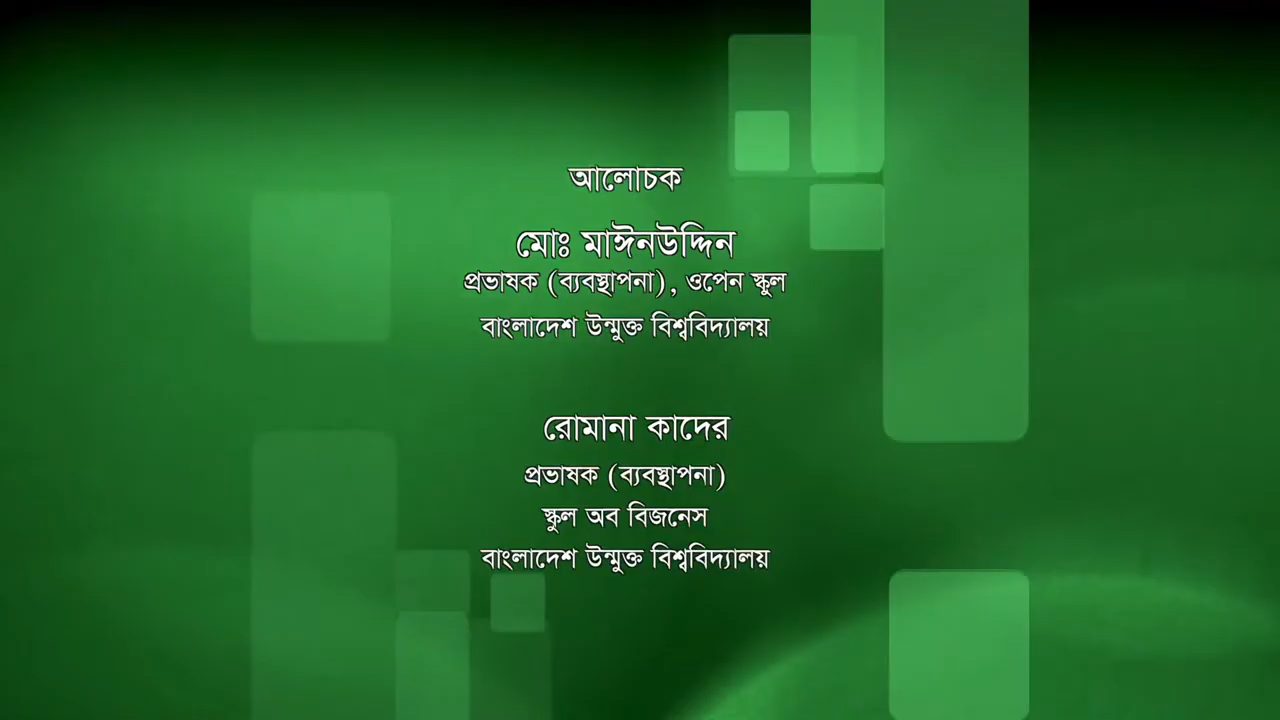 আলোচক
মোঃ মাঈনউদ্দিন
প্রভাষক (ব্যবস্থাপনা), ওপেন স্কুল
বাংলাদেশ উন্মুক্ত বিশ্ববিদ্যালয়
রোমানা কাদের
প্রভাষক (ব্যবস্থাপনা)
স্কুল অব বিজনেস
বাংলাদেশ উন্মুক্ত বিশ্ববিদ্যালয়